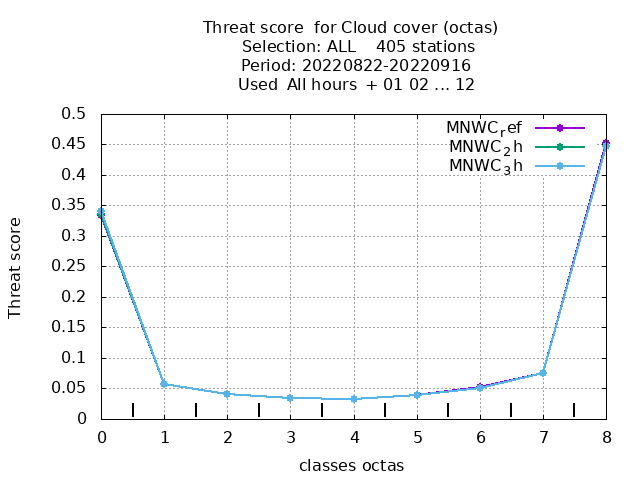 Threat score  for Cloud cover (octas)
Selection: ALL    405 stations
Period: 20220822-20220916
Used  All hours  + 01 02 ... 12
Threat score
0.5
0.45
0.4
0.35
0.3
0.25
0.2
0.15
0.1
0.05
0
MNWC_ref
MNWC_2h
MNWC_3h
0 1 2 3 4 5 6 7 8
classes octas